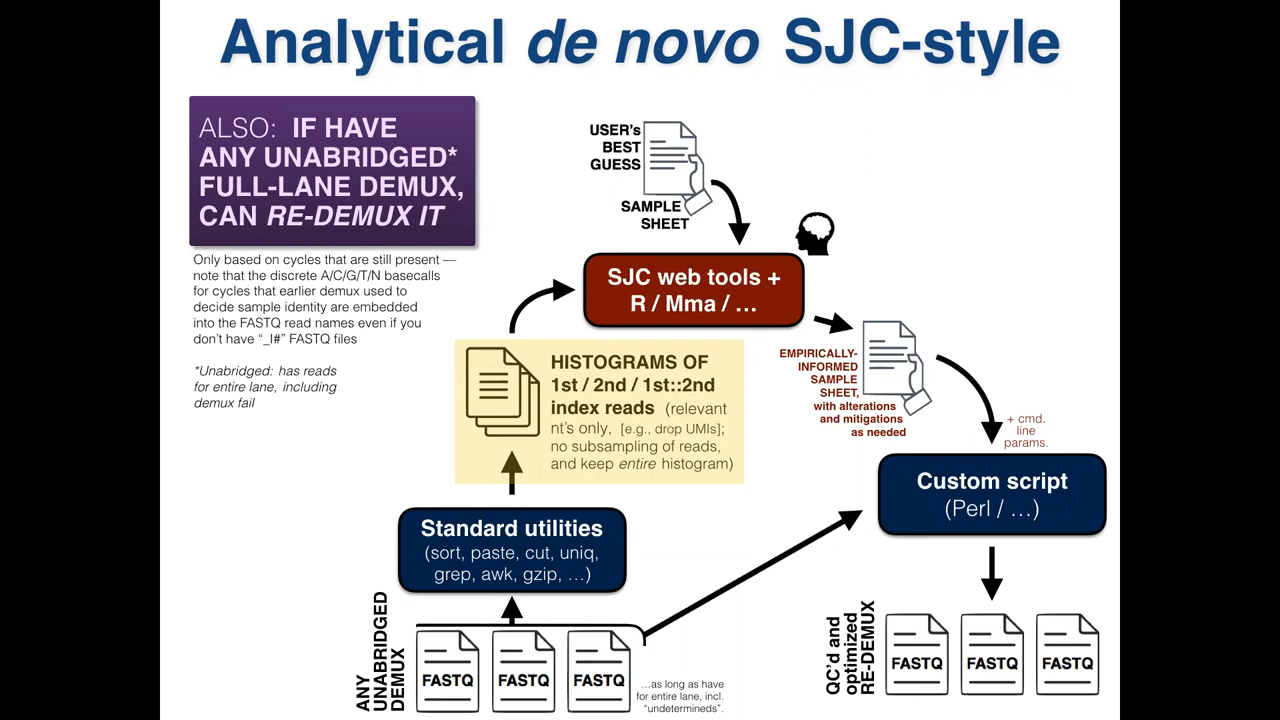 Analytical de novo SJC-style
ALSO: IF HAVE
ANY UNABRIDGED*
FULL-LANE DEMUX,
CAN RE-DEMUX IT
Only based on cycles that are still present —
note that the discrete A/C/G/T/N basecalls
for cycles that earlier demux used to
decide sample identity are embedded
into the FASTQ read names even if you
don't have “_I#” FASTQ files
*Unabridged: has reads
for entire lane, including
demux fail
USER's
BEST
GUESS
SAMPLE
SHEET
SJC web tools +
R / Mma / …
HISTOGRAMS OF
1st / 2nd / 1st::2nd
index reads (relevant
nt's only, [e.g., drop UMIs];
no subsampling of reads,
and keep entire histogram)
EMPIRICALLY-
INFORMED
SAMPLE
SHEET,
with alterations
and mitigations
as needed
+ cmd.
line
params.
Standard utilities
(sort, paste, cut, uniq,
grep, awk, gzip, …)
Custom script
(Perl / …)
ANY
UNABRIDGED
DEMUX
FASTQ
FASTQ
FASTQ
…as long as have
for entire lane, incl.
“undetermineds”.
QC'd and
optimized
RE-DEMUX
FASTQ
FASTQ
FASTQ